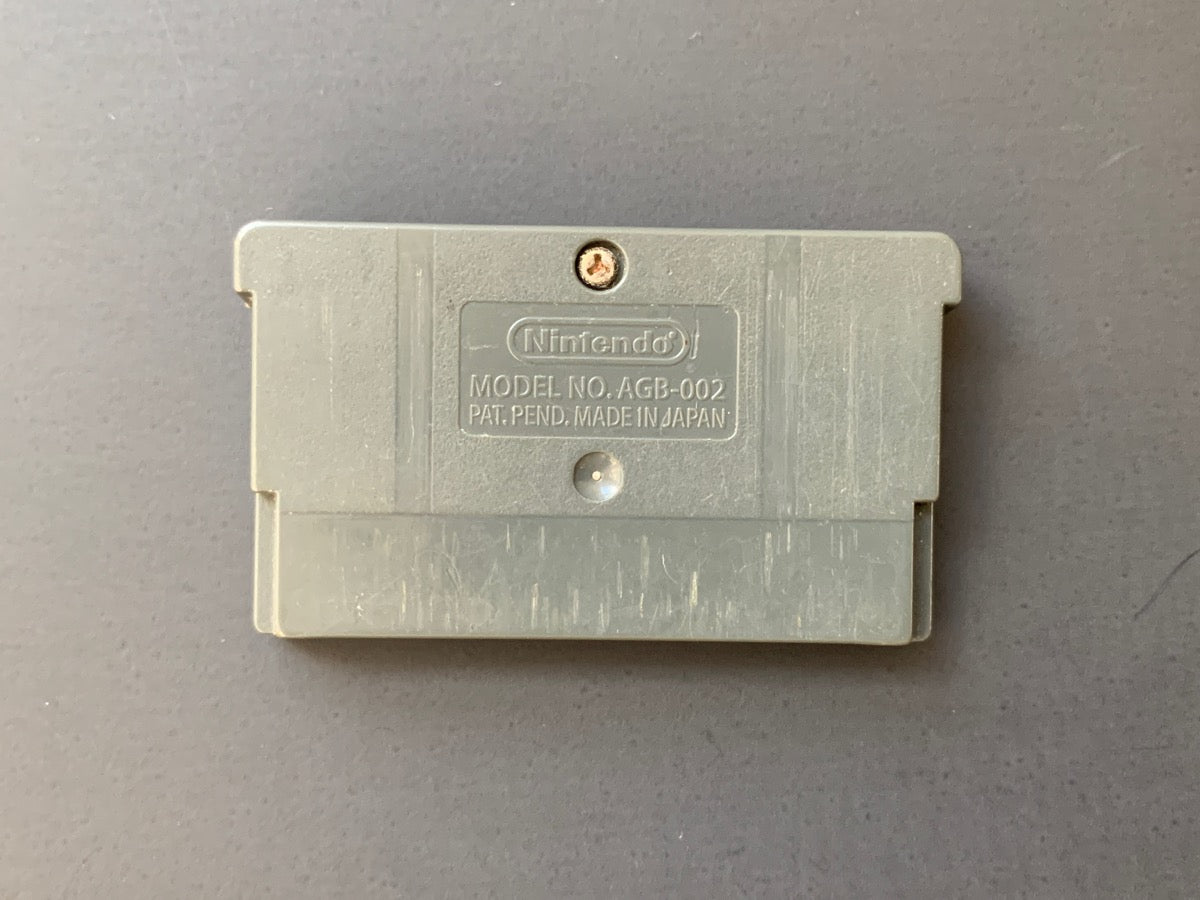 Nintendo®
MODEL NO. AGB-002
PAT. PEND. MADE IN JAPAN